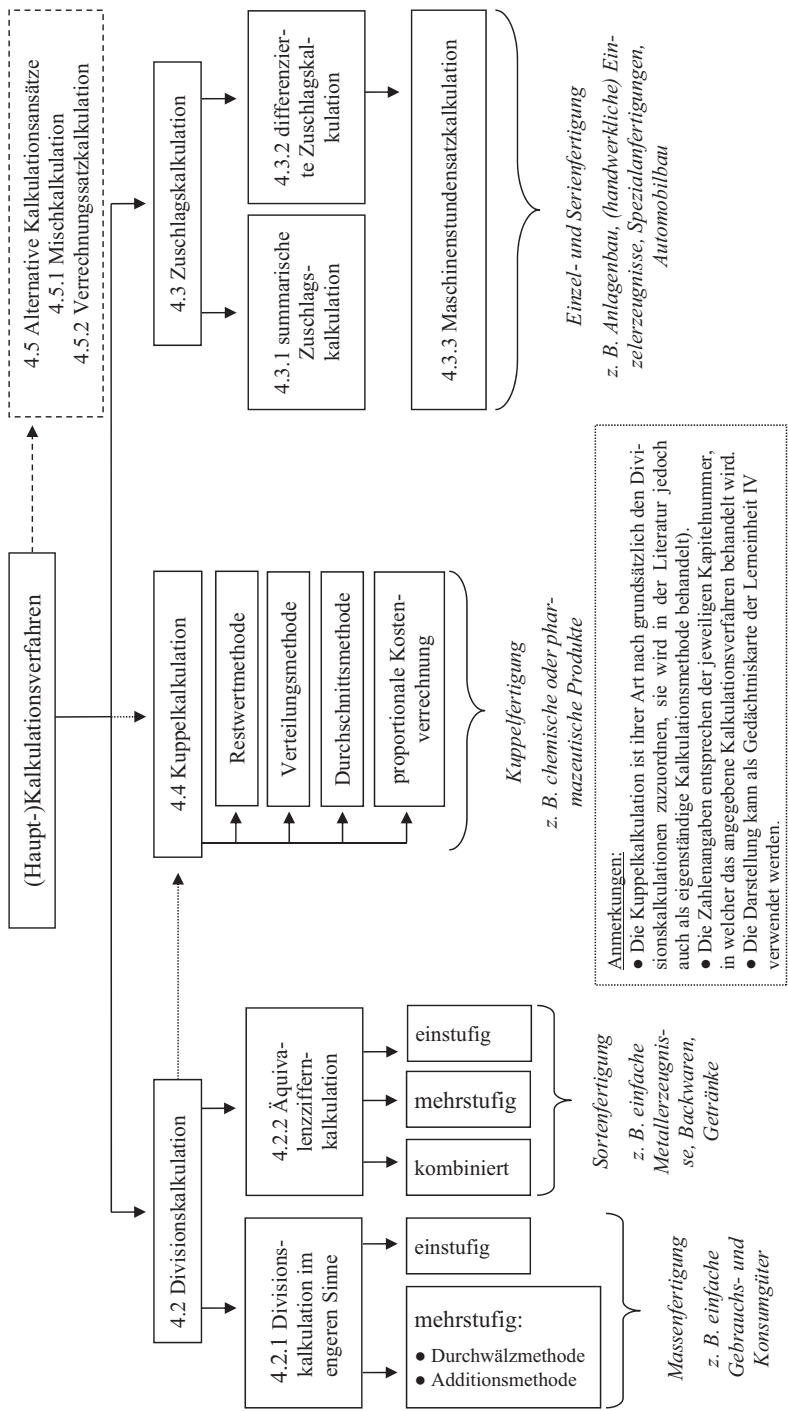 (Haupt-)Kalkulationsverfahren
4.5 Alternative Kalkulationsansätze
4.5.1 Mischkalkulation
4.5.2 Verrechnungssatzkalkulation
4.2 Divisionskalkulation
4.4 Kuppelkalkulation
4.3 Zuschlagskalkulation
4.2.1 Divisions-
kalkulation im
engeren Sinne
4.2.2 Äquiva-
lenzziffern-
kalkulation
Restwertmethode
Verteilungsmethode
Durchschnittsmethode
proportionale Kosten-
verrechnung
4.3.1 summarische
Zuschlags-
kalkulation
4.3.2 differenzier-
te Zuschlagskal-
kulation
mehrstufig:
● Durchwälzmethode
● Additionsmethode
einstufig
kombiniert
mehrstufig
einstufig
4.3.3 Maschinenstundensatzkalkulation
Massenfertigung
z. B. einfache
Gebrauchs- und
Konsumgüter
Sortenfertigung
z. B. einfache
Metallerzeugnis-
se, Backwaren,
Getränke
Kuppelfertigung
z. B. chemische oder phar-
mazeutische Produkte
Einzel- und Serienfertigung
z. B. Anlagenbau, (handwerkliche) Ein-
zelerzeugnisse, Spezialanfertigungen,
Automobilbau
Anmerkungen:
● Die Kuppelkalkulation ist ihrer Art nach grundsätzlich den Divi-
sionskalkulationen zuzuordnen, sie wird in der Literatur jedoch
auch als eigenständige Kalkulationsmethode behandelt).
● Die Zahlenangaben entsprechen der jeweiligen Kapitelnummer,
in welcher das angegebene Kalkulationsverfahren behandelt wird.
● Die Darstellung kann als Gedächtniskarte der Lerneinheit IV
verwendet werden.